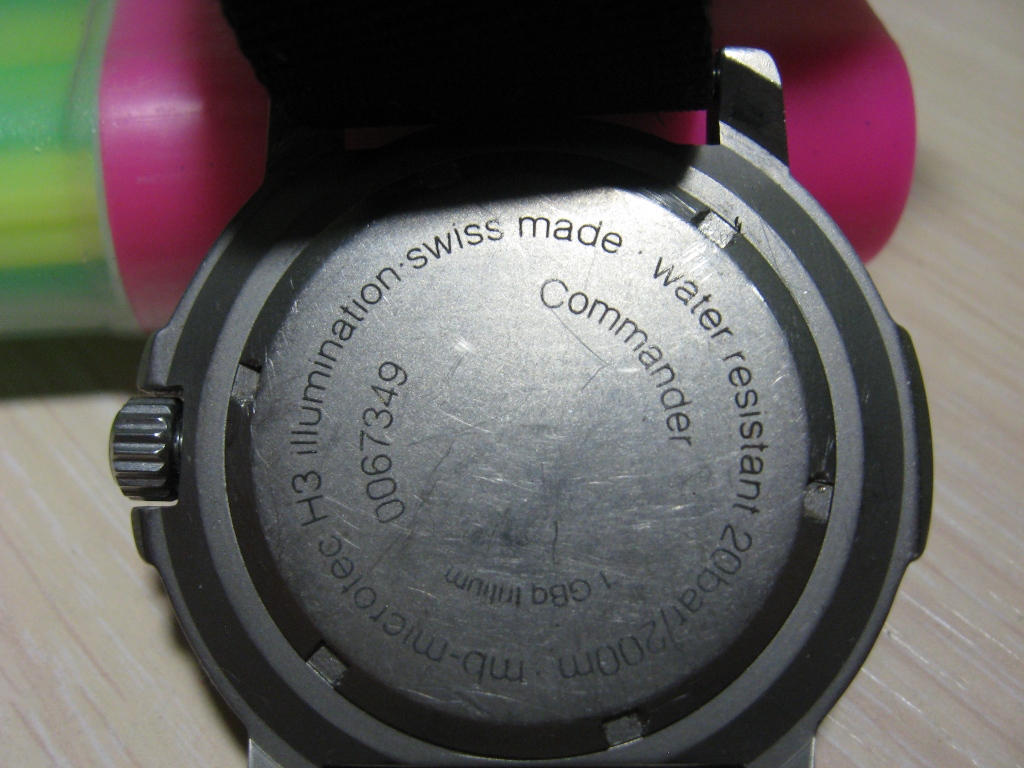 mb-microtec H3 illumination·swiss made · water resistant 20bar/200m ·
Commander
0067349
1 GBq tritium